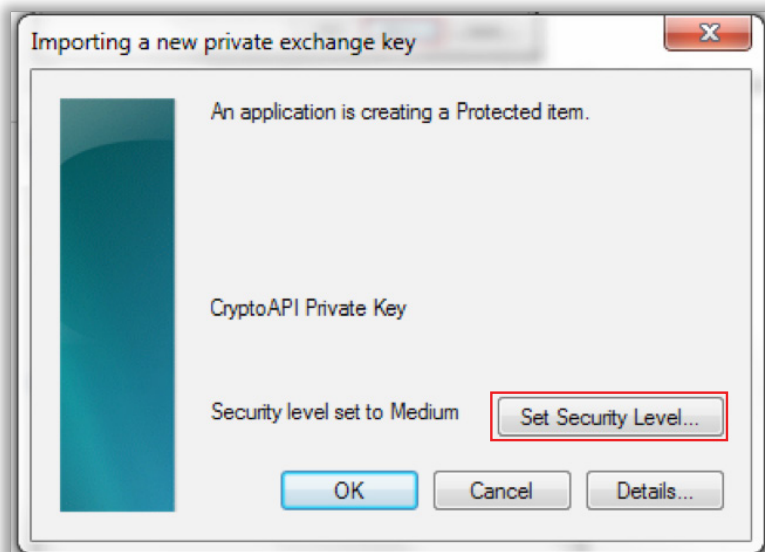 Importing a new private exchange key
An application is creating a Protected item.
CryptoAPI Private Key
Security level set to Medium
Set Security Level...
OK
Cancel
Details...